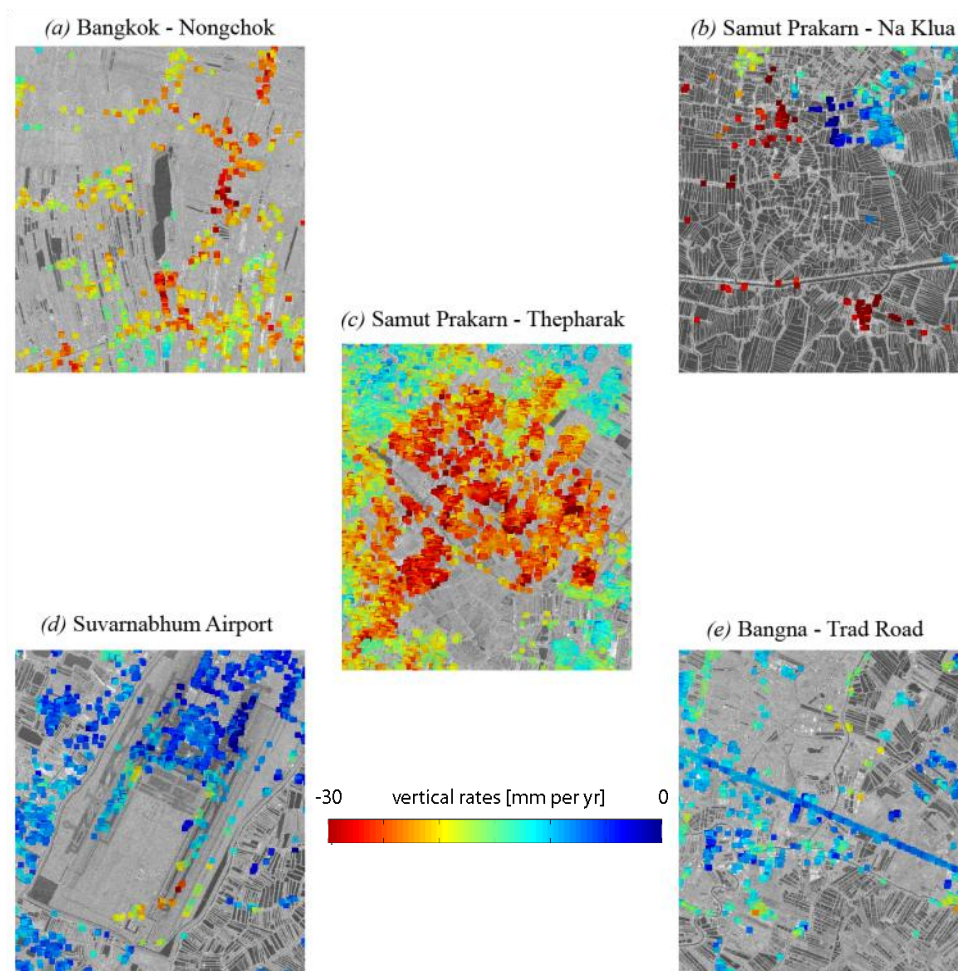 (a) Bangkok - Nongchok
(b) Samut Prakarn - Na Klua
(c) Samut Prakarn - Thepharak
(d) Suvarnabhum Airport
(e) Bangna - Trad Road
-30 vertical rates [mm per yr] 0